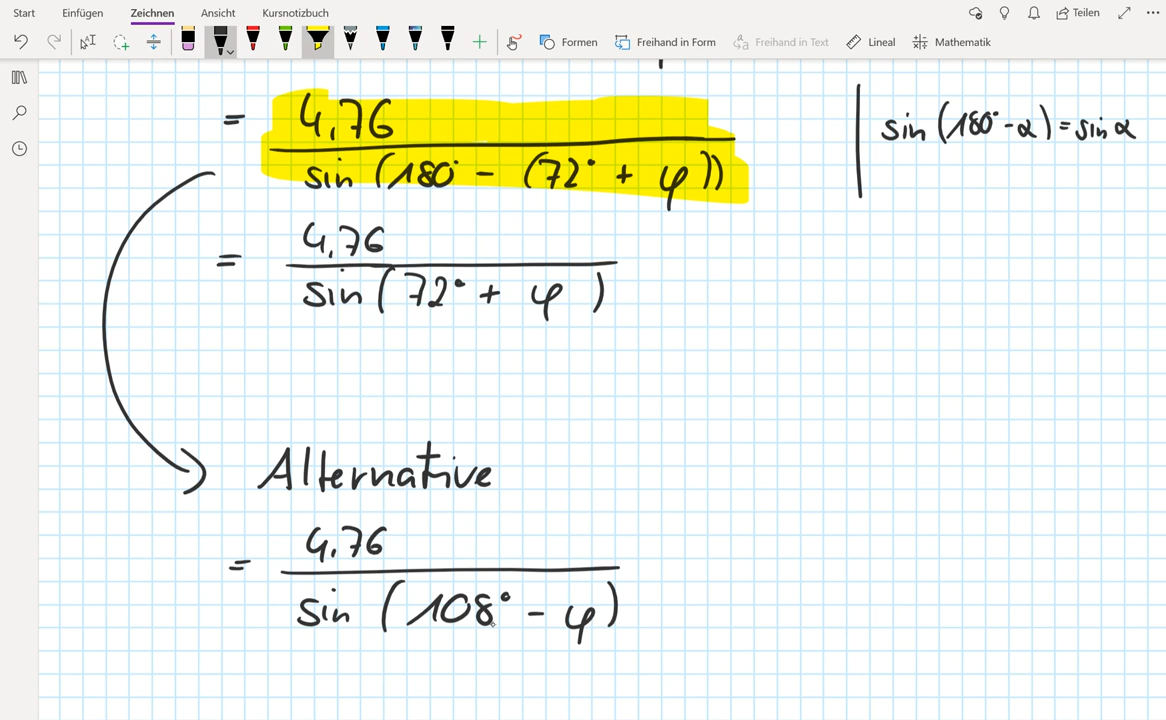 Start Einfügen Zeichnen Ansicht Kursnotizbuch Teilen
Formen Freihand in Form Freihand in Text Lineal Mathematik
= 4,76 / sin (180° - (72° + φ))
sin (180° - α) = sin α
= 4,76 / sin (72° + φ)
Alternative
= 4,76 / sin (108° - φ)